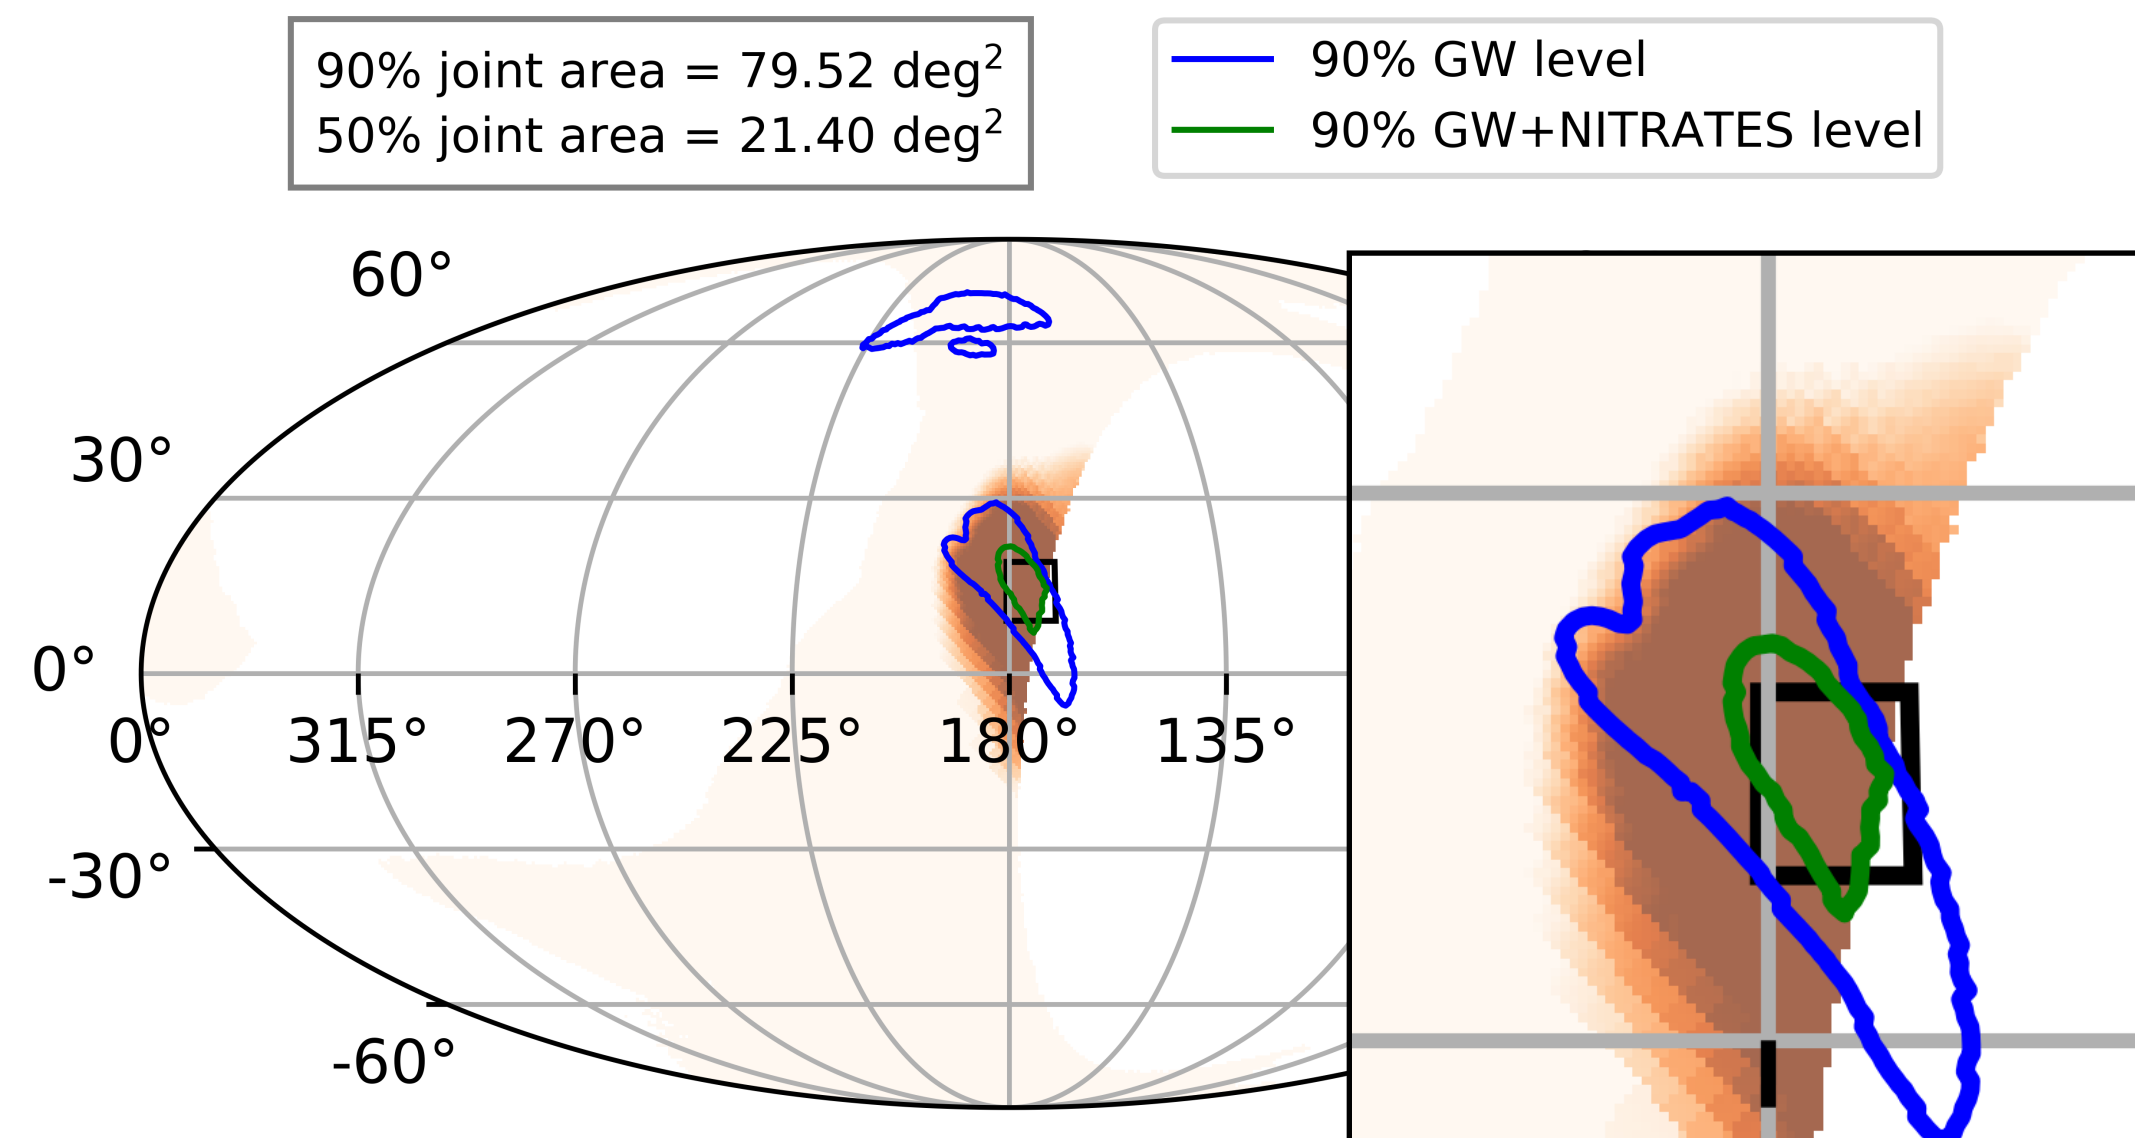 90% joint area = 79.52 deg²
50% joint area = 21.40 deg²
90% GW level
90% GW+NITRATES level
60°
30°
0°
0°
315°
270°
225°
180°
135°
-30°
-60°